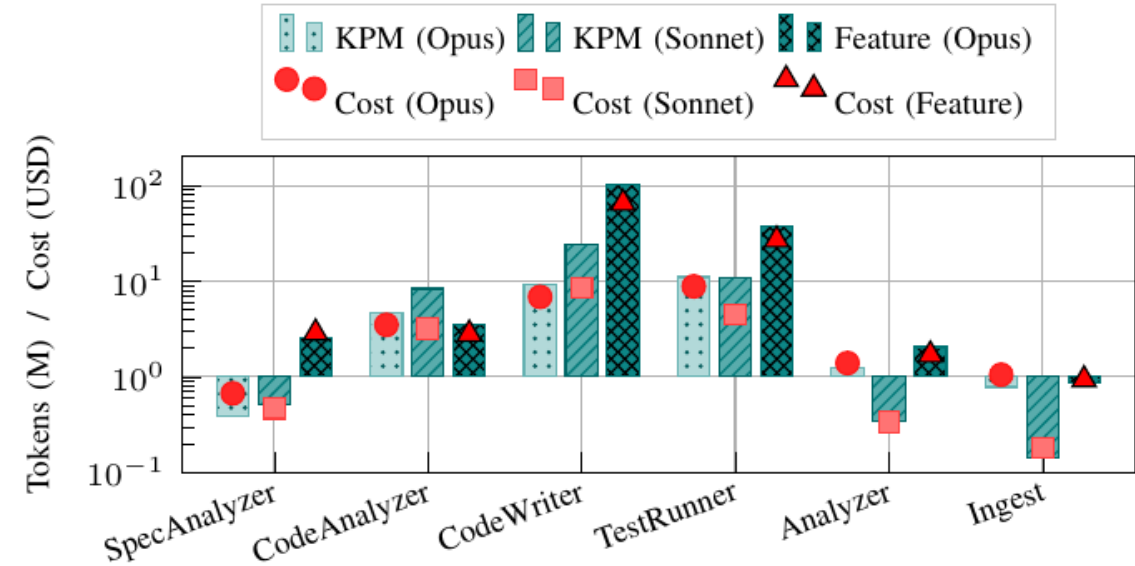 KPM (Opus) KPM (Sonnet) Feature (Opus)
Cost (Opus) Cost (Sonnet) Cost (Feature)
Tokens (M) / Cost (USD)
10²
10¹
10⁰
10⁻¹
SpecAnalyzer CodeAnalyzer CodeWriter TestRunner Analyzer Ingest